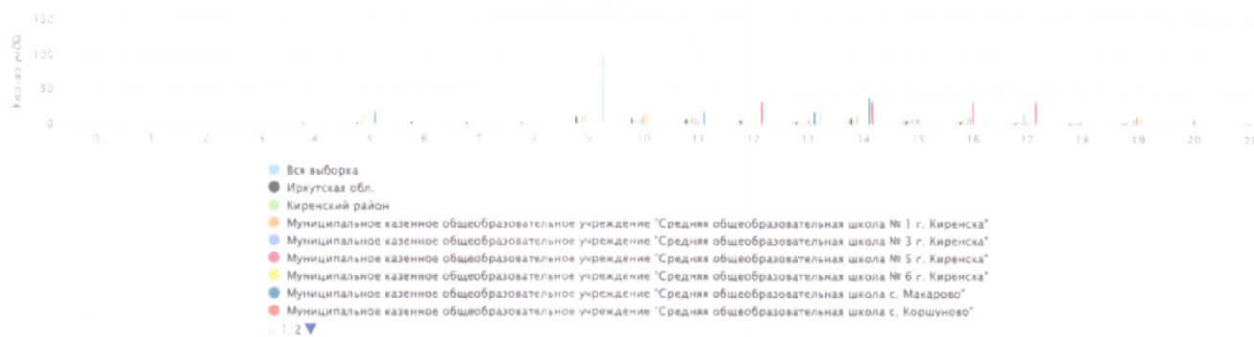 150
Кол-во уч(%)
100
50
0
0 1 2 3 4 5 6 7 8 9 10 11 12 13 14 15 16 17 18 19 20 21
Вся выборка
Иркутская обл.
Киренский район
Муниципальное казенное общеобразовательное учреждение "Средняя общеобразовательная школа № 1 г. Киренска"
Муниципальное казенное общеобразовательное учреждение "Средняя общеобразовательная школа № 3 г. Киренска"
Муниципальное казенное общеобразовательное учреждение "Средняя общеобразовательная школа № 5 г. Киренска"
Муниципальное казенное общеобразовательное учреждение "Средняя общеобразовательная школа № 6 г. Киренска"
Муниципальное казенное общеобразовательное учреждение "Средняя общеобразовательная школа с. Макарово"
Муниципальное казенное общеобразовательное учреждение "Средняя общеобразовательная школа с. Коршуново"
1/2